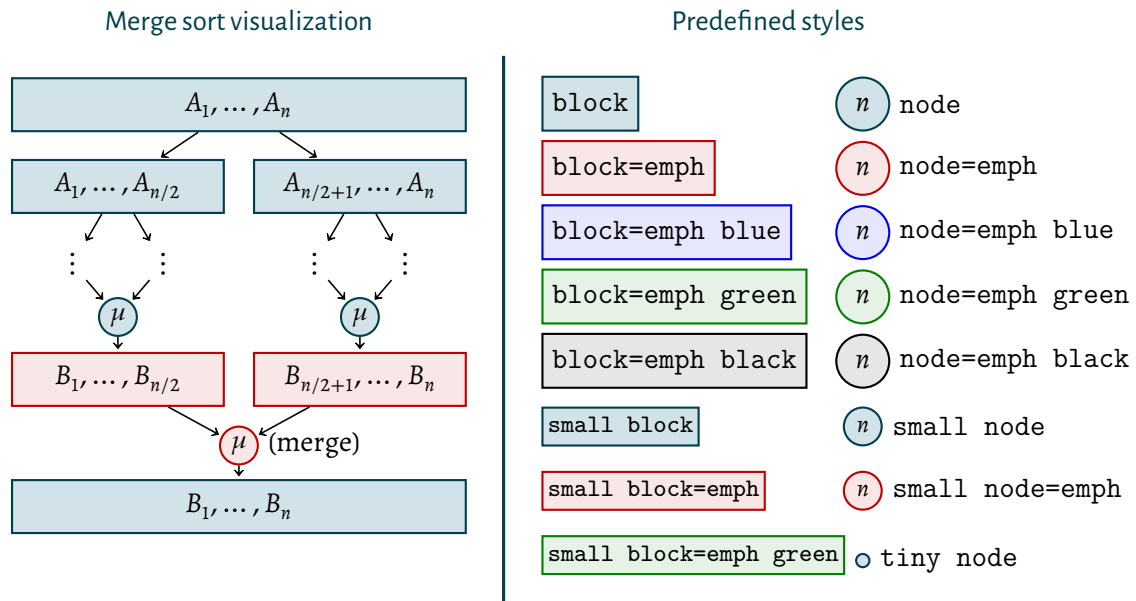 Merge sort visualization
A₁, …, Aₙ
A₁, …, Aₙ/₂
Aₙ/₂₊₁, …, Aₙ
⋮ ⋮ ⋮ ⋮
μ
μ
B₁, …, Bₙ/₂
Bₙ/₂₊₁, …, Bₙ
μ (merge)
B₁, …, Bₙ
Predefined styles
block
n node
block=emph
n node=emph
block=emph blue
n node=emph blue
block=emph green
n node=emph green
block=emph black
n node=emph black
small block
n small node
small block=emph
n small node=emph
small block=emph green
tiny node